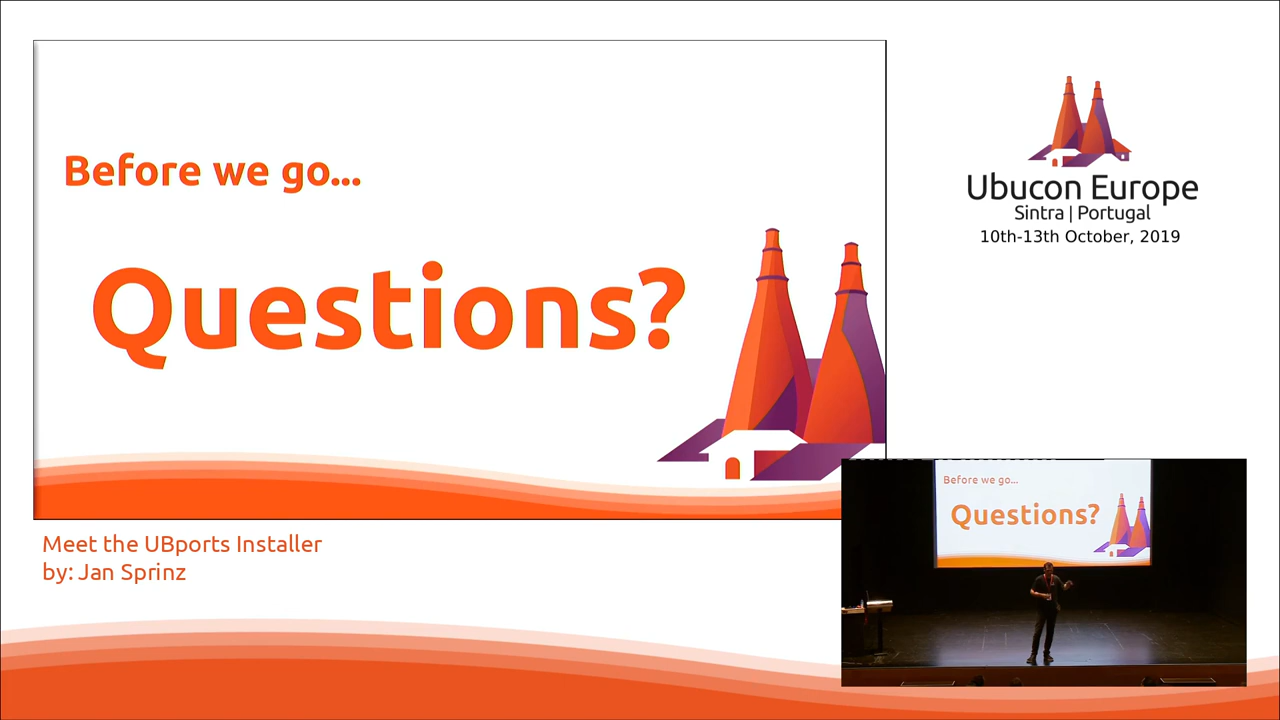 Before we go...
Questions?
Ubucon Europe
Sintra | Portugal
10th-13th October, 2019
Meet the UBports Installer
by: Jan Sprinz
Before we go...
Questions?